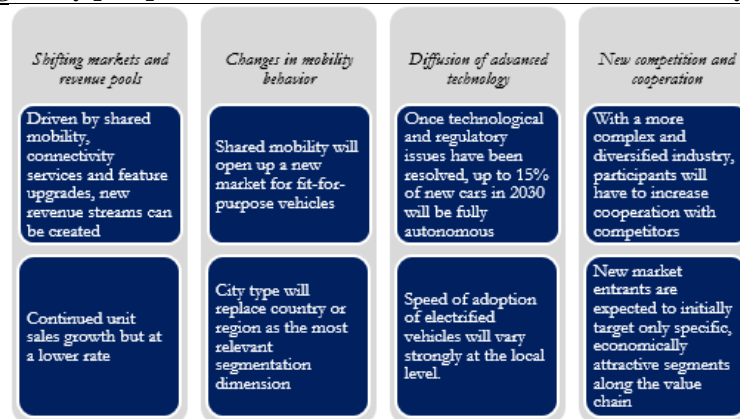 Shifting markets and
revenue pools
Driven by shared
mobility,
connectivity
services and feature
upgrades, new
revenue streams can
be created
Continued unit
sales growth but at
a lower rate
Changes in mobility
behavior
Shared mobility will
open up a new
market for fit-for-
purpose vehicles
City type will
replace country or
region as the most
relevant
segmentation
dimension
Diffusion of advanced
technology
Once technological
and regulatory
issues have been
resolved, up to 15%
of new cars in 2030
will be fully
autonomous
Speed of adoption
of electrified
vehicles will vary
strongly at the local
level.
New competition and
cooperation
With a more
complex and
diversified industry,
participants will
have to increase
cooperation with
competitors
New market
entrants are
expected to initially
target only specific,
economically
attractive segments
along the value
chain